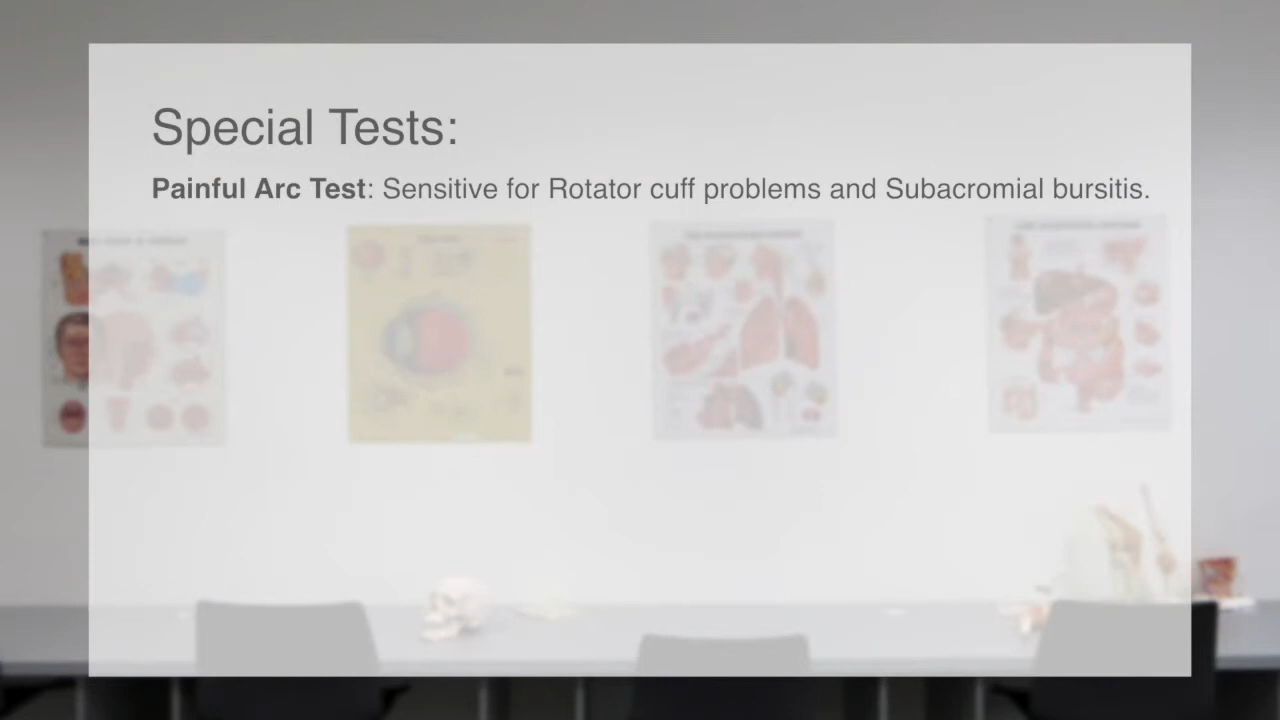 Special Tests:
Painful Arc Test: Sensitive for Rotator cuff problems and Subacromial bursitis.